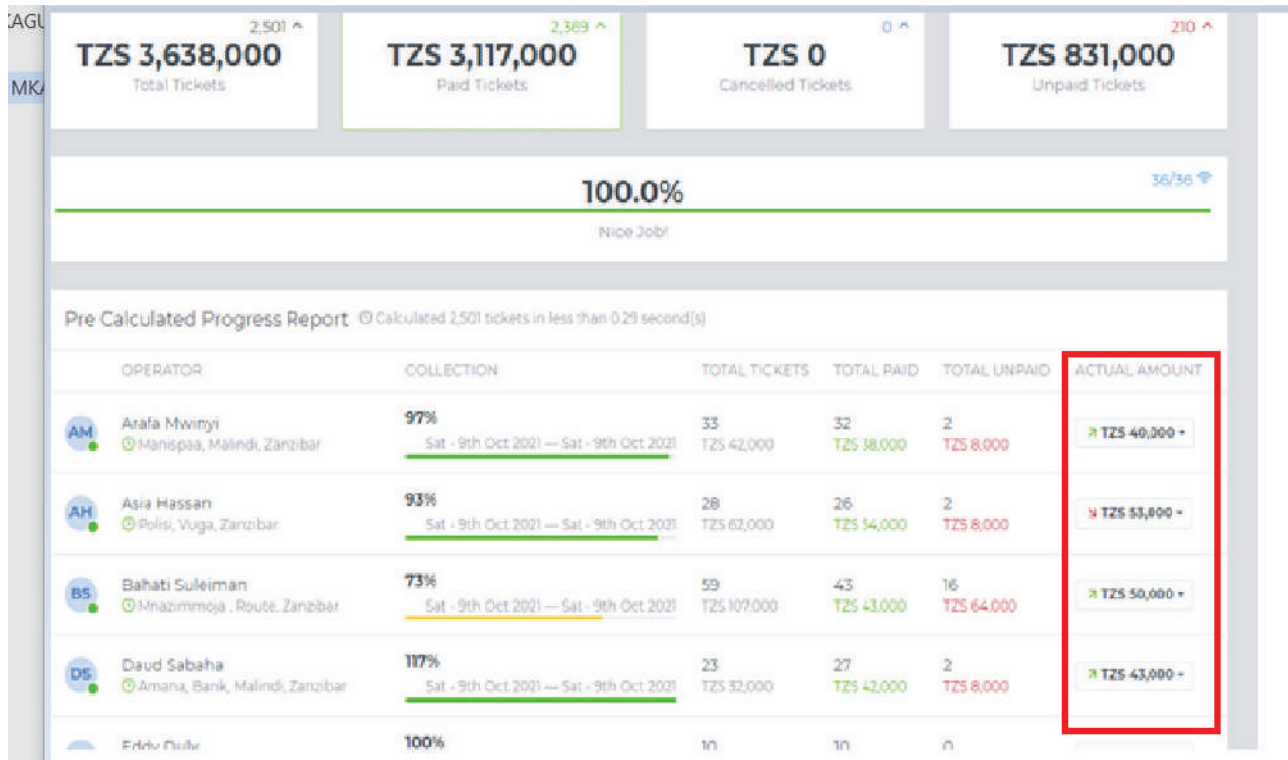 KAGU
MKA
2,501
TZS 3,638,000
Total Tickets
2,369
TZS 3,117,000
Paid Tickets
0
TZS 0
Cancelled Tickets
210
TZS 831,000
Unpaid Tickets
100.0%
36/36
Nice Job!
Pre Calculated Progress Report Calculated 2,501 tickets in less than 0.29 second(s)
OPERATOR COLLECTION TOTAL TICKETS TOTAL PAID TOTAL UNPAID ACTUAL AMOUNT
AM Arafa Mwinyi 97% 33 32 2 TZS 40,000
Manispaa, Malindi, Zanzibar Sat - 9th Oct 2021 — Sat - 9th Oct 2021 TZS 42,000 TZS 38,000 TZS 8,000
AH Asia Hassan 93% 28 26 2 TZS 53,000
Polisi, Vuga, Zanzibar Sat - 9th Oct 2021 — Sat - 9th Oct 2021 TZS 62,000 TZS 54,000 TZS 8,000
BS Bahati Suleiman 73% 59 43 16 TZS 50,000
Mnazimmoja . Route, Zanzibar Sat - 9th Oct 2021 — Sat - 9th Oct 2021 TZS 107,000 TZS 43,000 TZS 64,000
DS Daud Sabaha 117% 23 27 2 TZS 43,000
Amana, Bank, Malindi, Zanzibar Sat - 9th Oct 2021 — Sat - 9th Oct 2021 TZS 32,000 TZS 42,000 TZS 8,000
Eddy Duly 100% 10 10 0